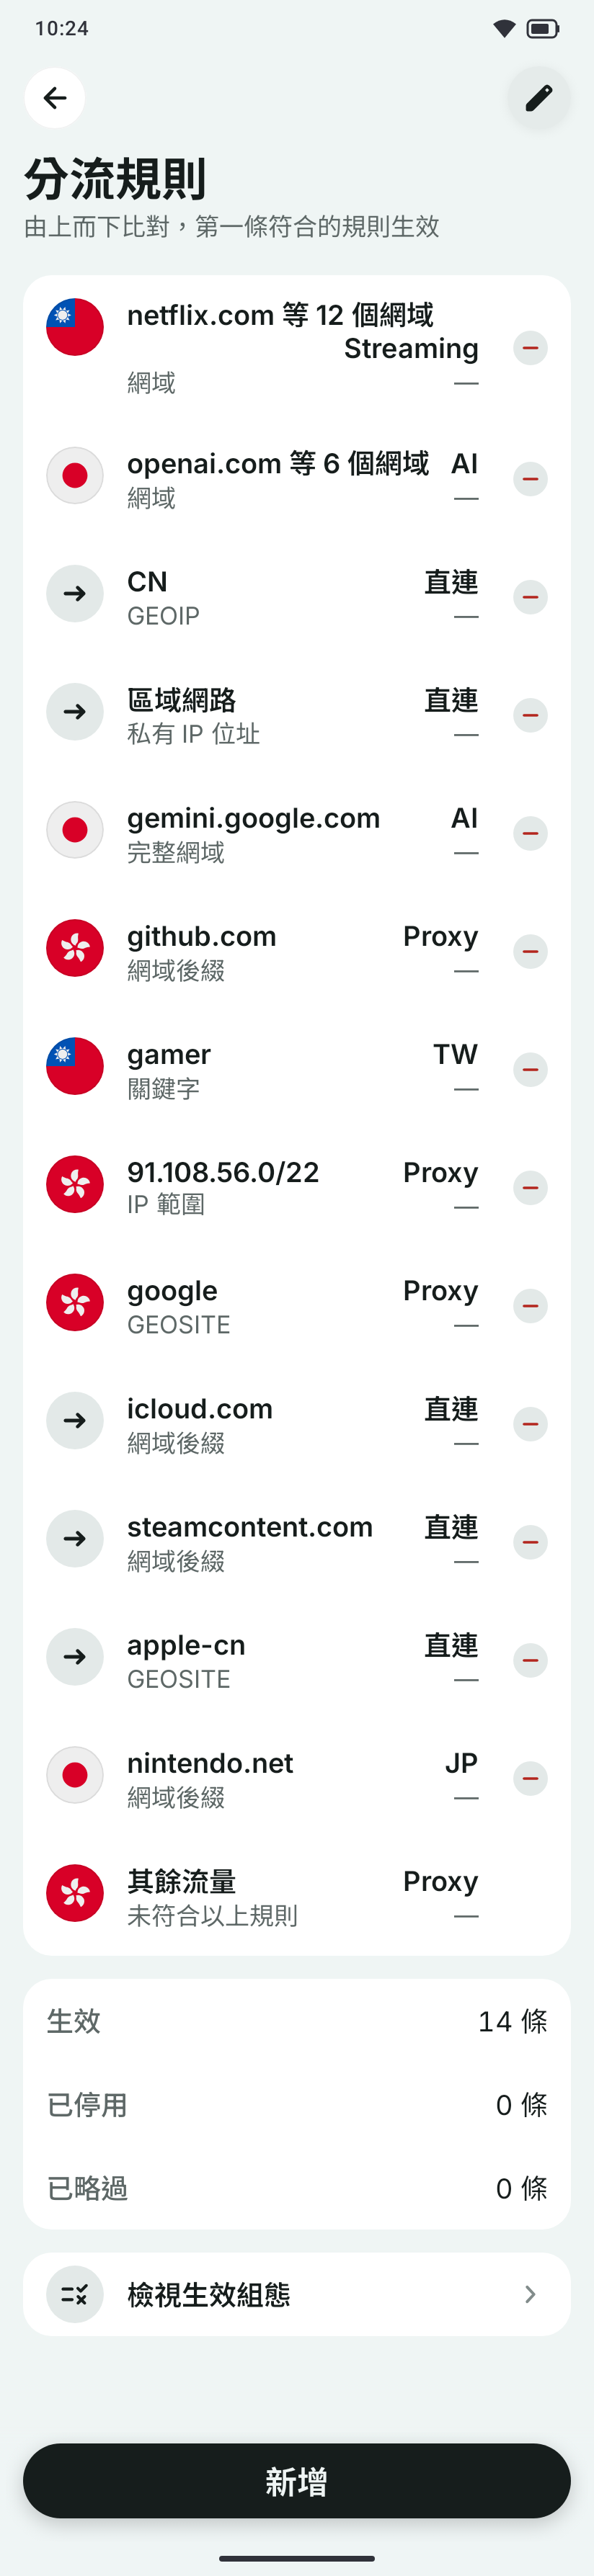 10:24
分流規則
由上而下比對，第一條符合的規則生效
netflix.com 等 12 個網域
Streaming
網域 —
openai.com 等 6 個網域 AI
網域 —
CN 直連
GEOIP —
區域網路 直連
私有 IP 位址 —
gemini.google.com AI
完整網域 —
github.com Proxy
網域後綴 —
gamer TW
關鍵字 —
91.108.56.0/22 Proxy
IP 範圍 —
google Proxy
GEOSITE —
icloud.com 直連
網域後綴 —
steamcontent.com 直連
網域後綴 —
apple-cn 直連
GEOSITE —
nintendo.net JP
網域後綴 —
其餘流量 Proxy
未符合以上規則 —
生效 14 條
已停用 0 條
已略過 0 條
檢視生效組態
新增